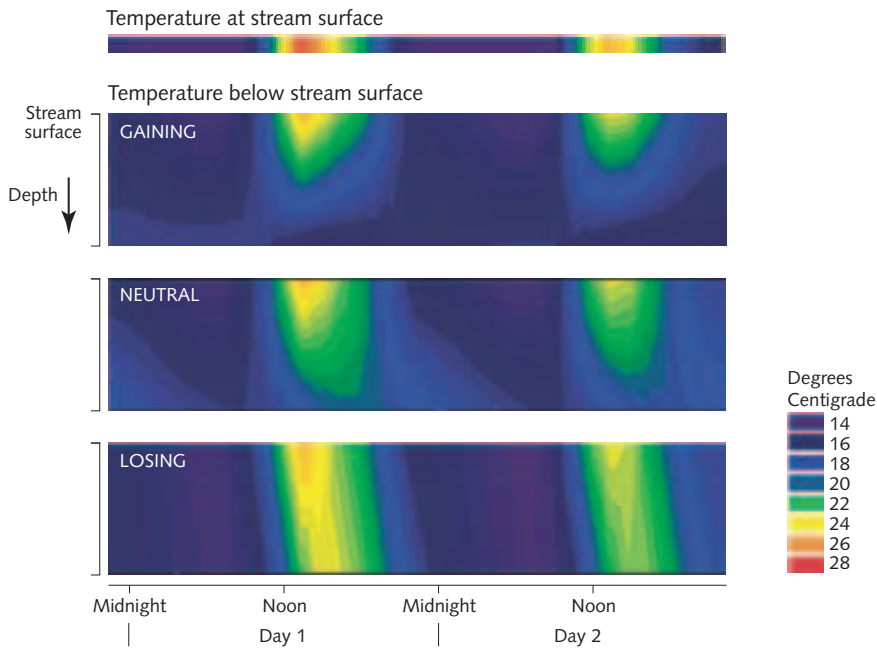 Temperature at stream surface
Temperature below stream surface
Stream
surface
GAINING
Depth
NEUTRAL
LOSING
Degrees
Centigrade
14
16
18
20
22
24
26
28
Midnight Noon Midnight Noon
Day 1 Day 2